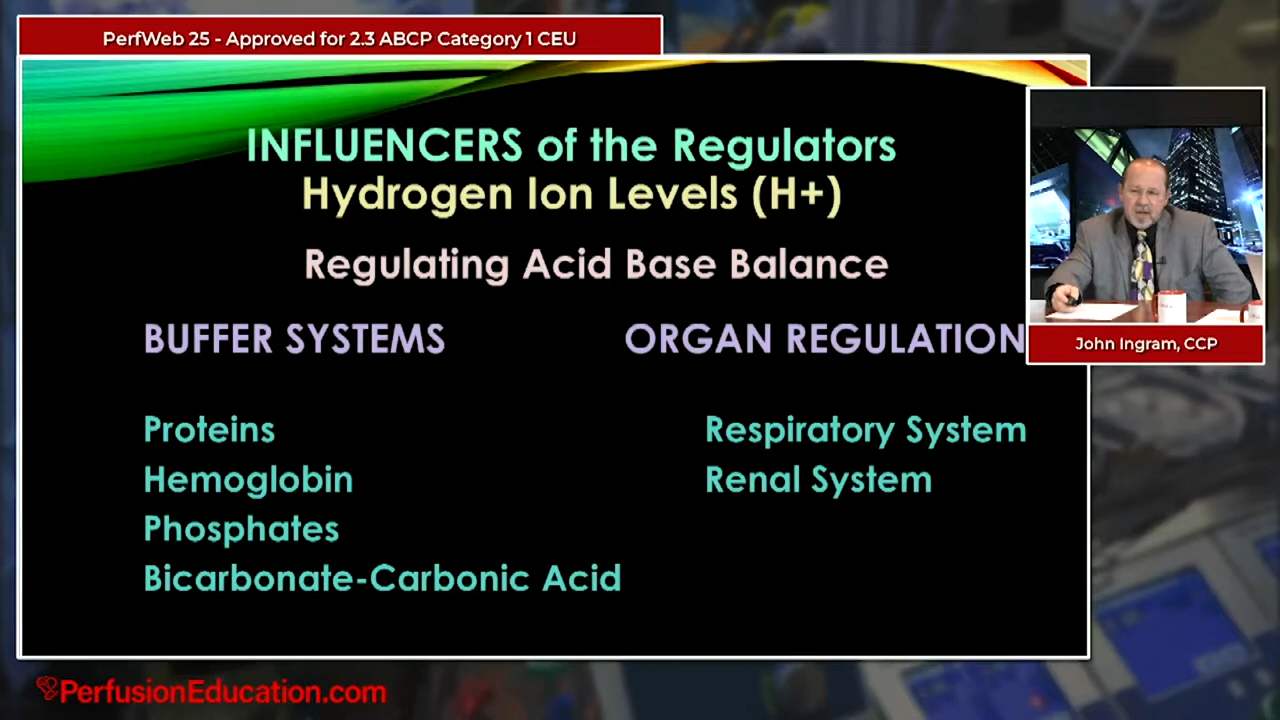 PerfWeb 25 - Approved for 2.3 ABCP Category 1 CEU
INFLUENCERS of the Regulators
Hydrogen Ion Levels (H+)
Regulating Acid Base Balance
BUFFER SYSTEMS
ORGAN REGULATION
Proteins
Hemoglobin
Phosphates
Bicarbonate-Carbonic Acid
Respiratory System
Renal System
John Ingram, CCP
PerfusionEducation.com